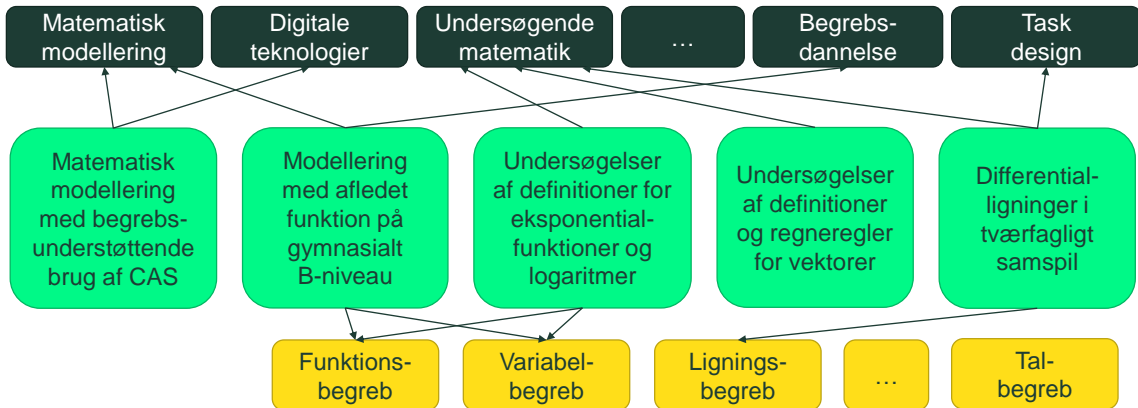 Matematisk
modellering
Digitale
teknologier
Undersøgende
matematik
...
Begrebs-
dannelse
Task
design
Matematisk
modellering
med begrebs-
understøttende
brug af CAS
Modellering
med afledet
funktion på
gymnasialt
B-niveau
Undersøgelser
af definitioner for
eksponential-
funktioner og
logaritmer
Undersøgelser
af definitioner
og regneregler
for vektorer
Differential-
ligninger i
tværfagligt
samspil
Funktions-
begreb
Variabel-
begreb
Lignings-
begreb
...
Tal-
begreb